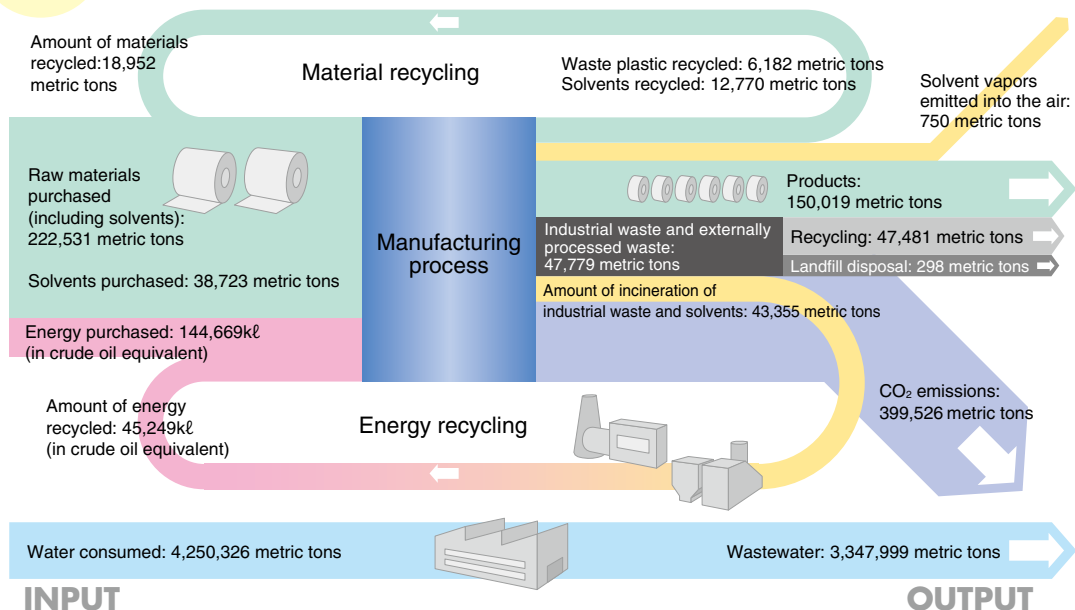 Amount of materials
recycled:18,952
metric tons
Material recycling
Waste plastic recycled: 6,182 metric tons
Solvents recycled: 12,770 metric tons
Solvent vapors
emitted into the air:
750 metric tons
Raw materials
purchased
(including solvents):
222,531 metric tons
Solvents purchased: 38,723 metric tons
Manufacturing
process
Products:
150,019 metric tons
Industrial waste and externally
processed waste:
47,779 metric tons
Recycling: 47,481 metric tons
Landfill disposal: 298 metric tons
Amount of incineration of
industrial waste and solvents: 43,355 metric tons
Energy purchased: 144,669kℓ
(in crude oil equivalent)
Amount of energy
recycled: 45,249kℓ
(in crude oil equivalent)
Energy recycling
CO₂ emissions:
399,526 metric tons
Water consumed: 4,250,326 metric tons
Wastewater: 3,347,999 metric tons
INPUT
OUTPUT